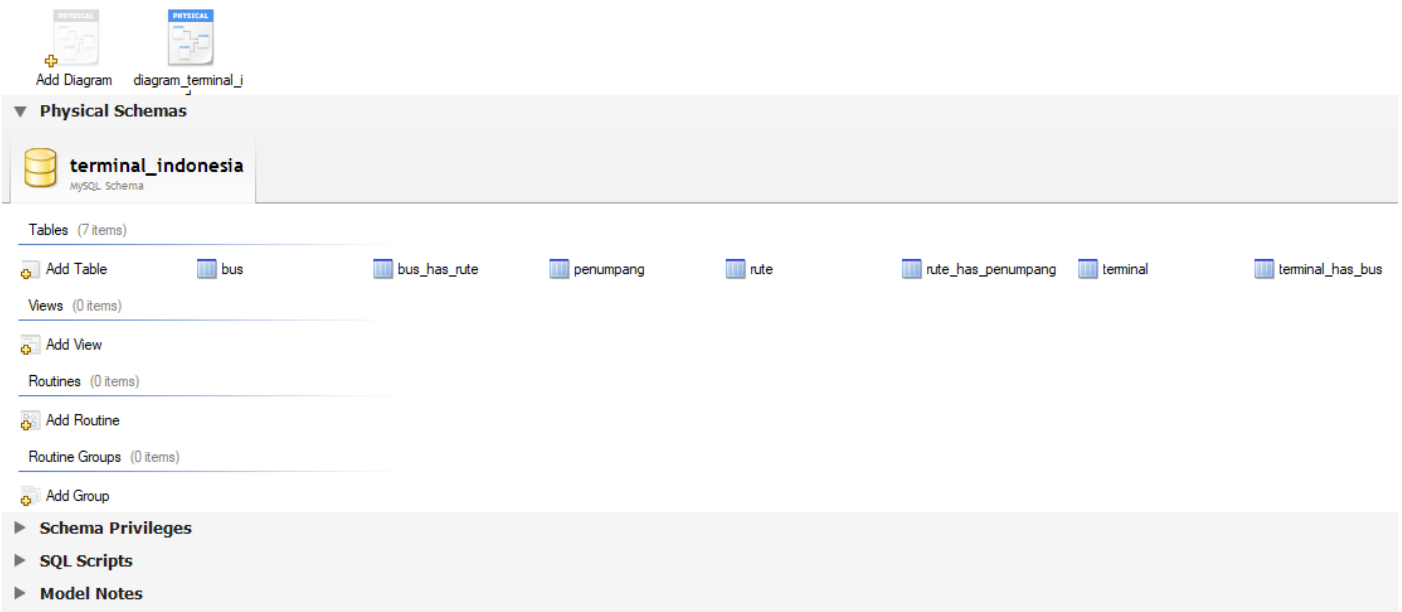 PHYSICAL PHYSICAL
Add Diagram diagram_terminal_i
Physical Schemas
terminal_indonesia
MySQL Schema
Tables (7 items)
Add Table bus bus_has_rute penumpang rute rute_has_penumpang terminal terminal_has_bus
Views (0 items)
Add View
Routines (0 items)
Add Routine
Routine Groups (0 items)
Add Group
Schema Privileges
SQL Scripts
Model Notes